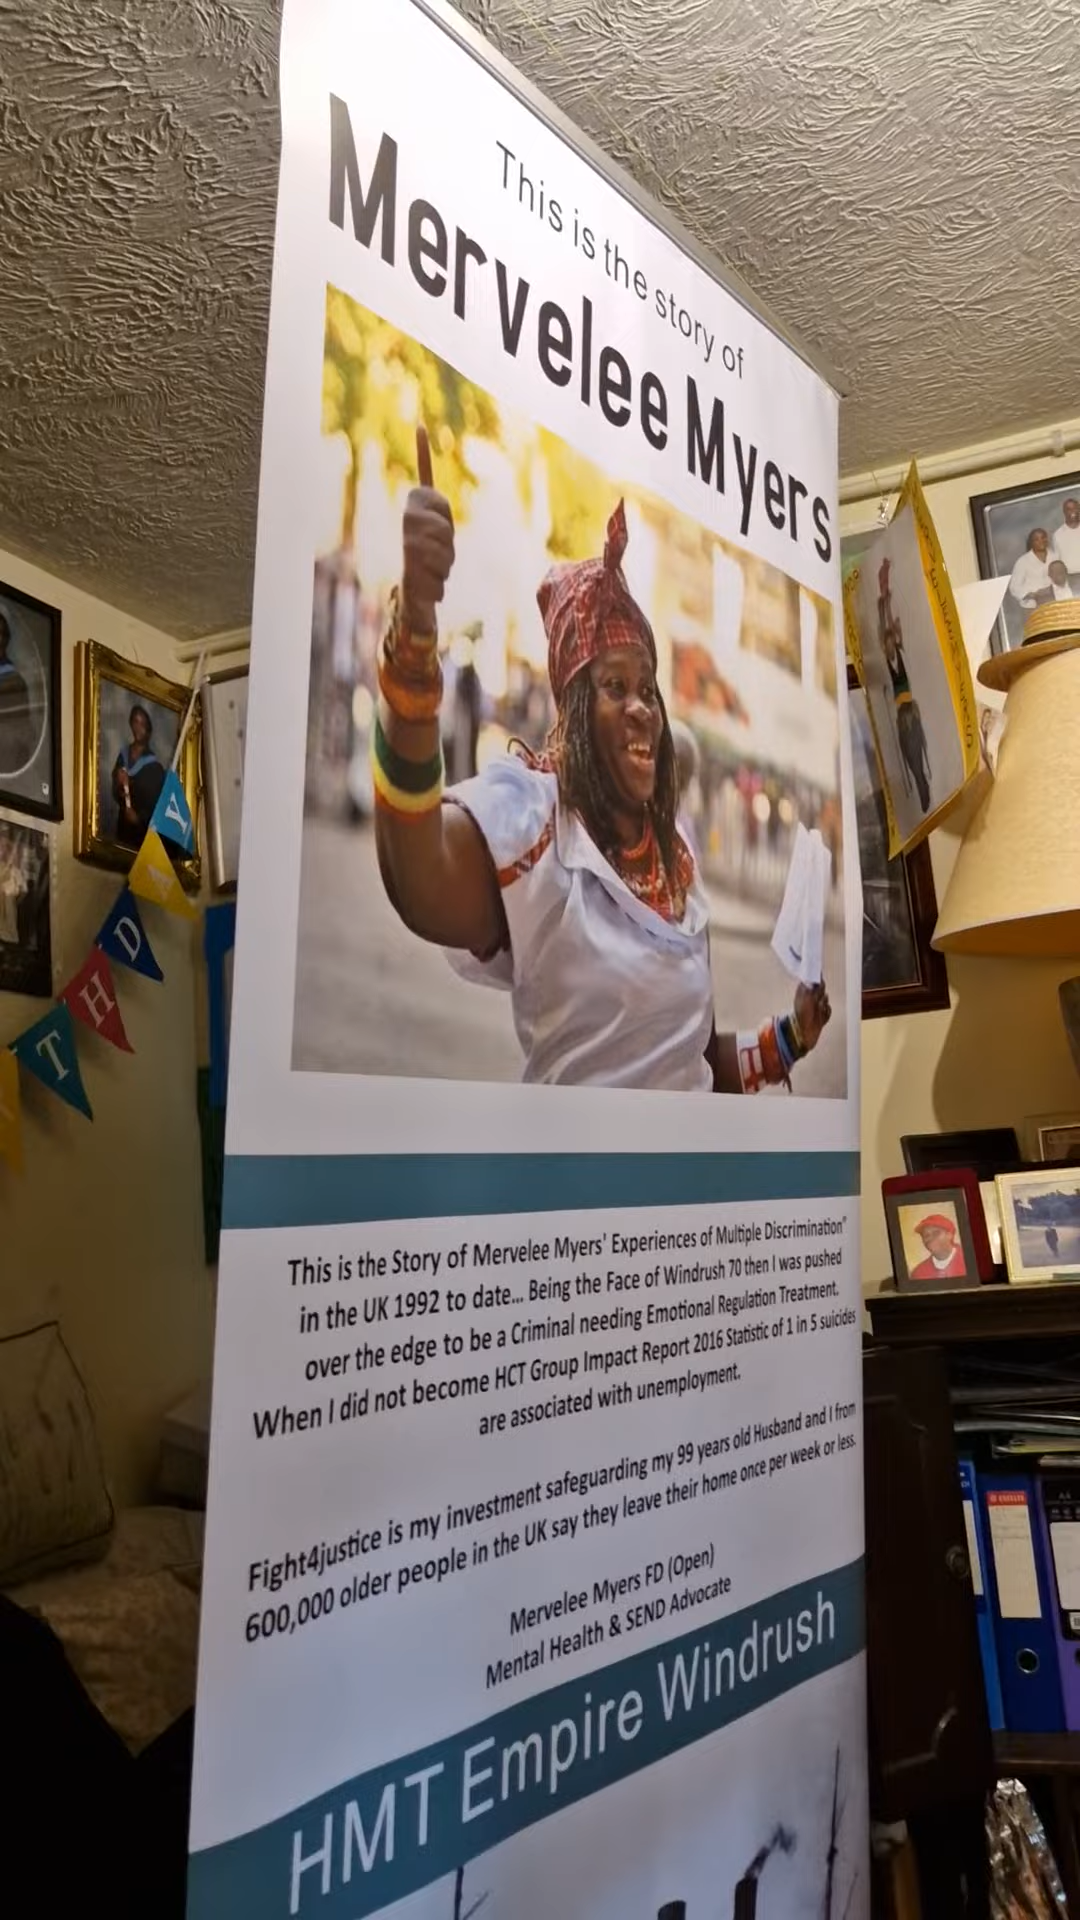 This is the story of
Mervelee Myers
This is the Story of Mervelee Myers' Experiences of Multiple Discrimination"
in the UK 1992 to date... Being the Face of Windrush 70 then I was pushed
over the edge to be a Criminal needing Emotional Regulation Treatment.
When I did not become HCT Group Impact Report 2016 Statistic of 1 in 5 suicides
are associated with unemployment.
Fight4justice is my investment safeguarding my 99 years old Husband and I from
600,000 older people in the UK say they leave their home once per week or less.
Mervelee Myers FD (Open)
Mental Health & SEND Advocate
HMT Empire Windrush
T
H
D
Y